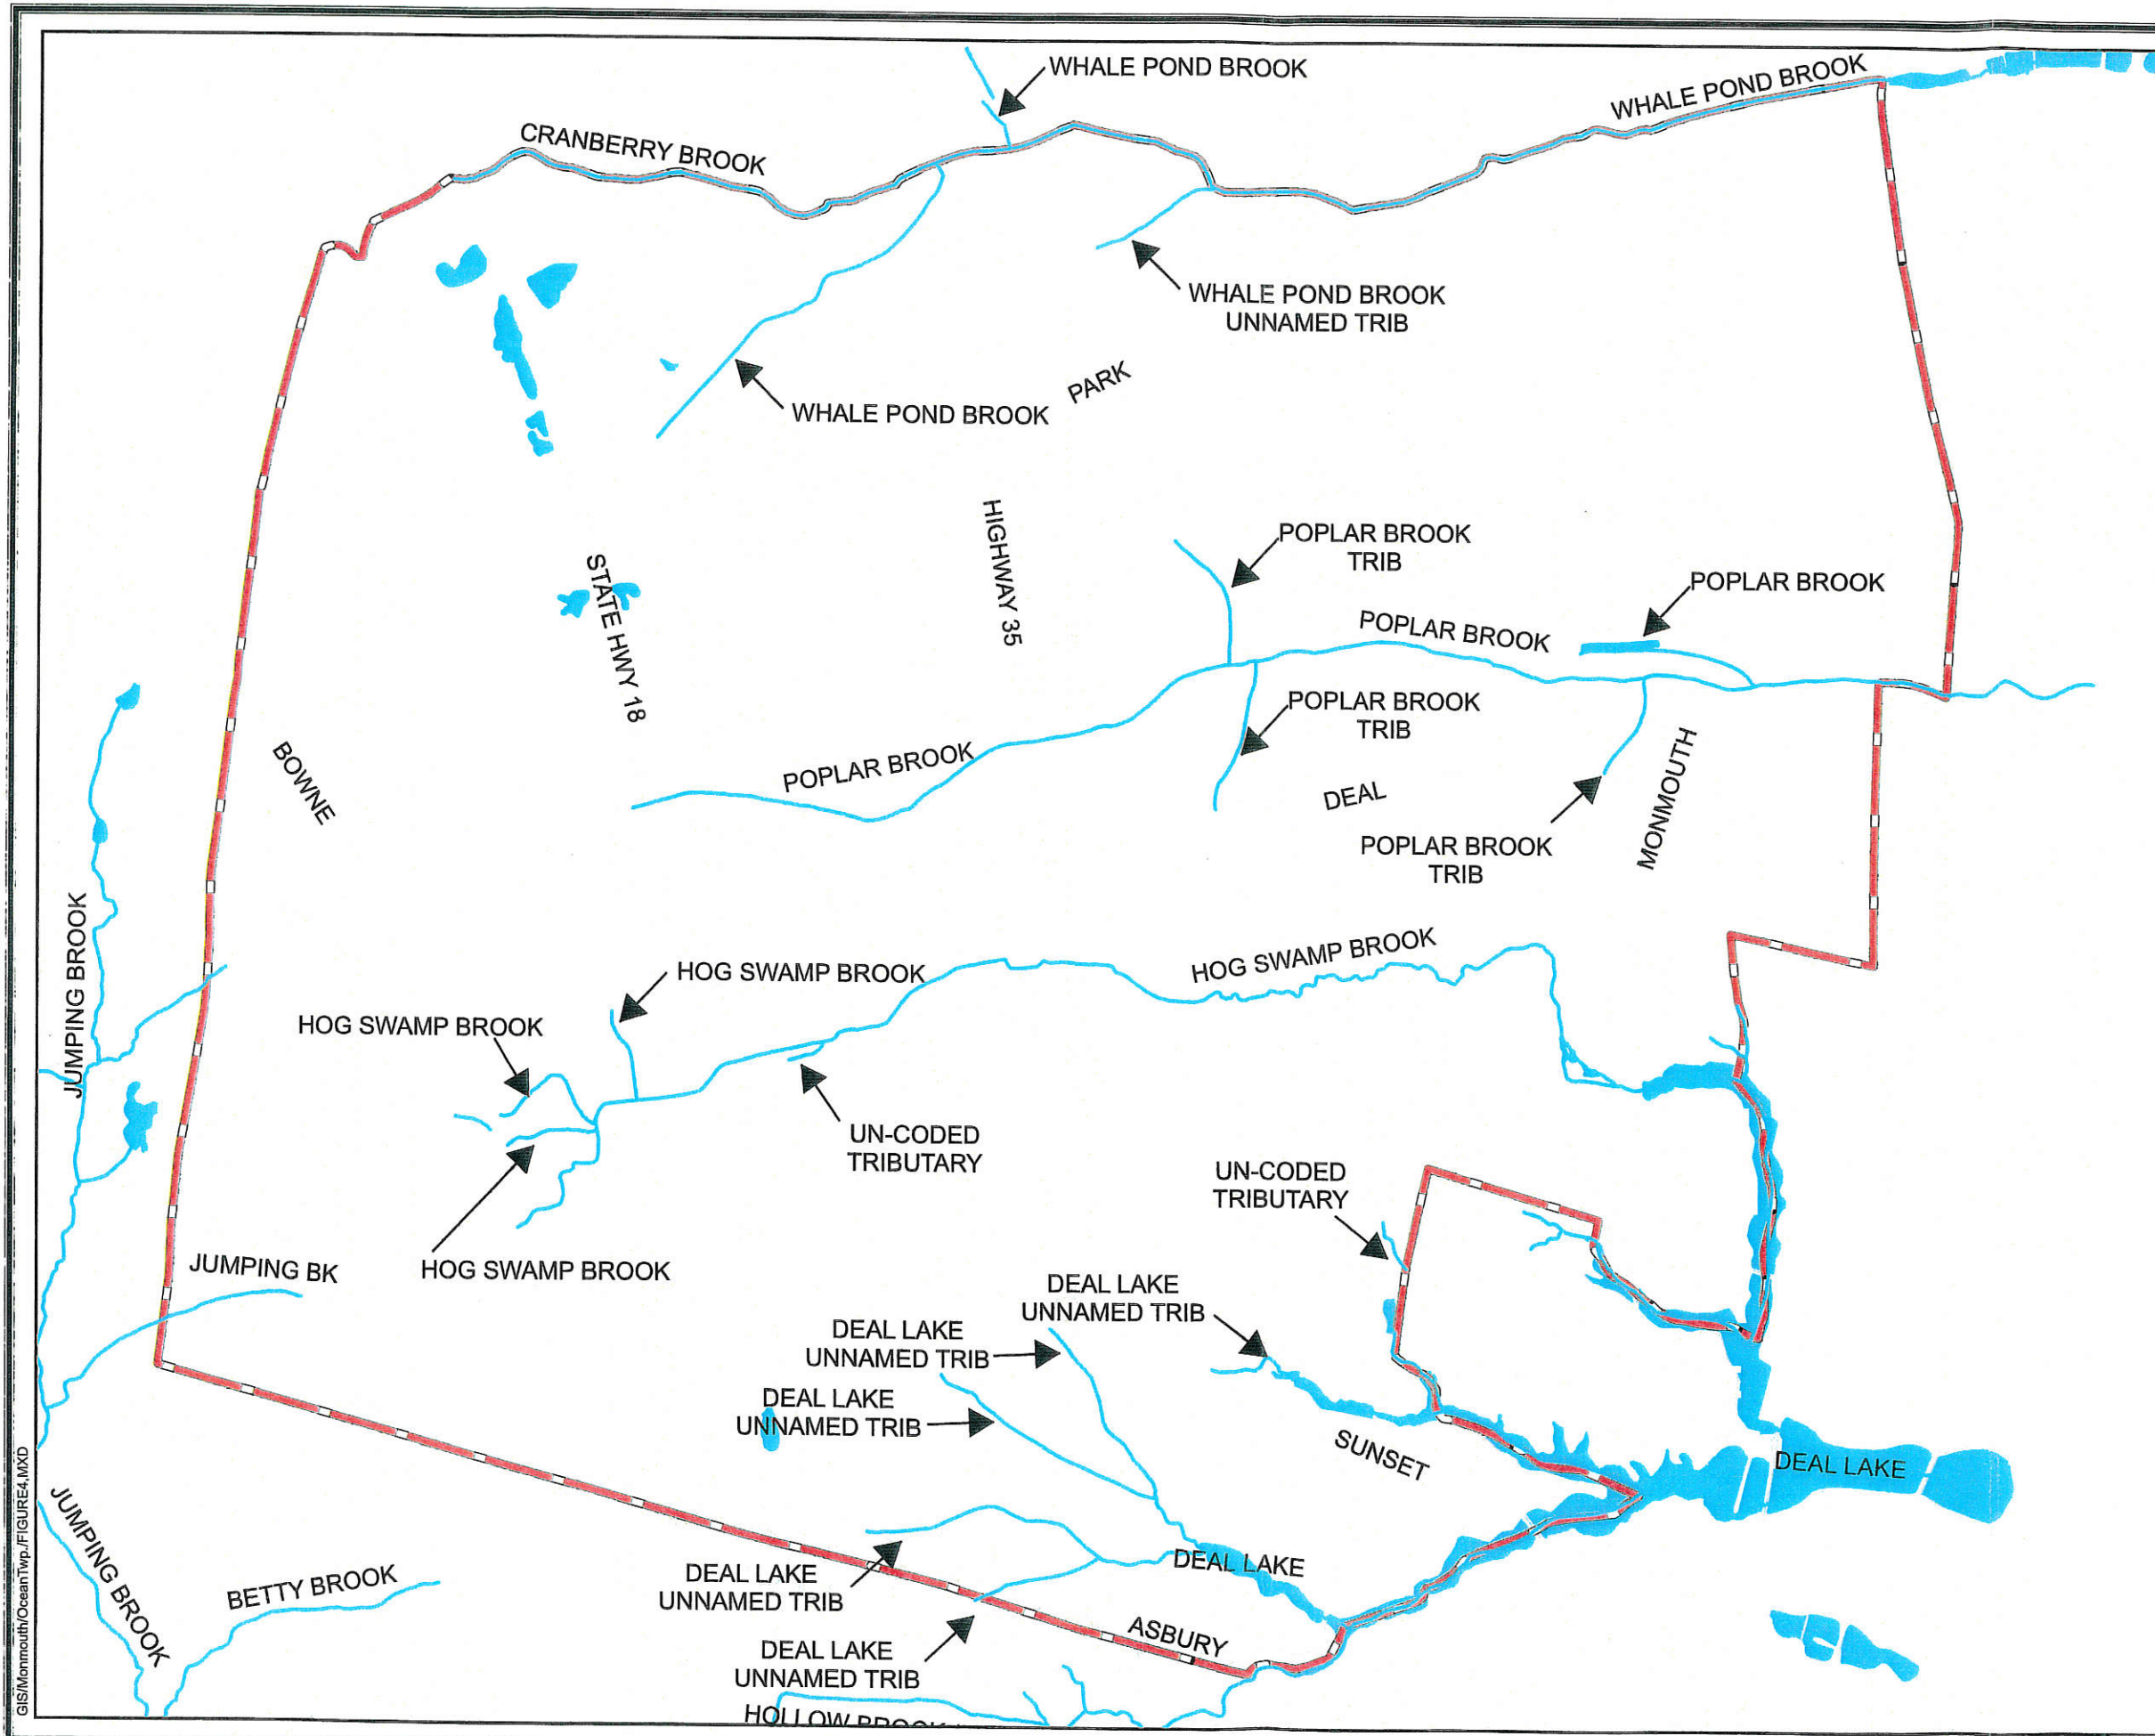 WHALE POND BROOK
WHALE POND BROOK
CRANBERRY BROOK
WHALE POND BROOK
UNNAMED TRIB
PARK
WHALE POND BROOK
HIGHWAY 35
POPLAR BROOK
TRIB
STATE HWY 18
POPLAR BROOK
POPLAR BROOK
POPLAR BROOK
TRIB
POPLAR BROOK
BOWNE
DEAL
MONMOUTH
POPLAR BROOK
TRIB
JUMPING BROOK
HOG SWAMP BROOK
HOG SWAMP BROOK
HOG SWAMP BROOK
UN-CODED
TRIBUTARY
UN-CODED
TRIBUTARY
JUMPING BK
HOG SWAMP BROOK
DEAL LAKE
UNNAMED TRIB
DEAL LAKE
UNNAMED TRIB
DEAL LAKE
UNNAMED TRIB
SUNSET
DEAL LAKE
JUMPING BROOK
BETTY BROOK
DEAL LAKE
UNNAMED TRIB
DEAL LAKE
ASBURY
DEAL LAKE
UNNAMED TRIB
HOLLOW BROOK
GIS/Monmouth/OceanTwp./FIGURE4.MXD